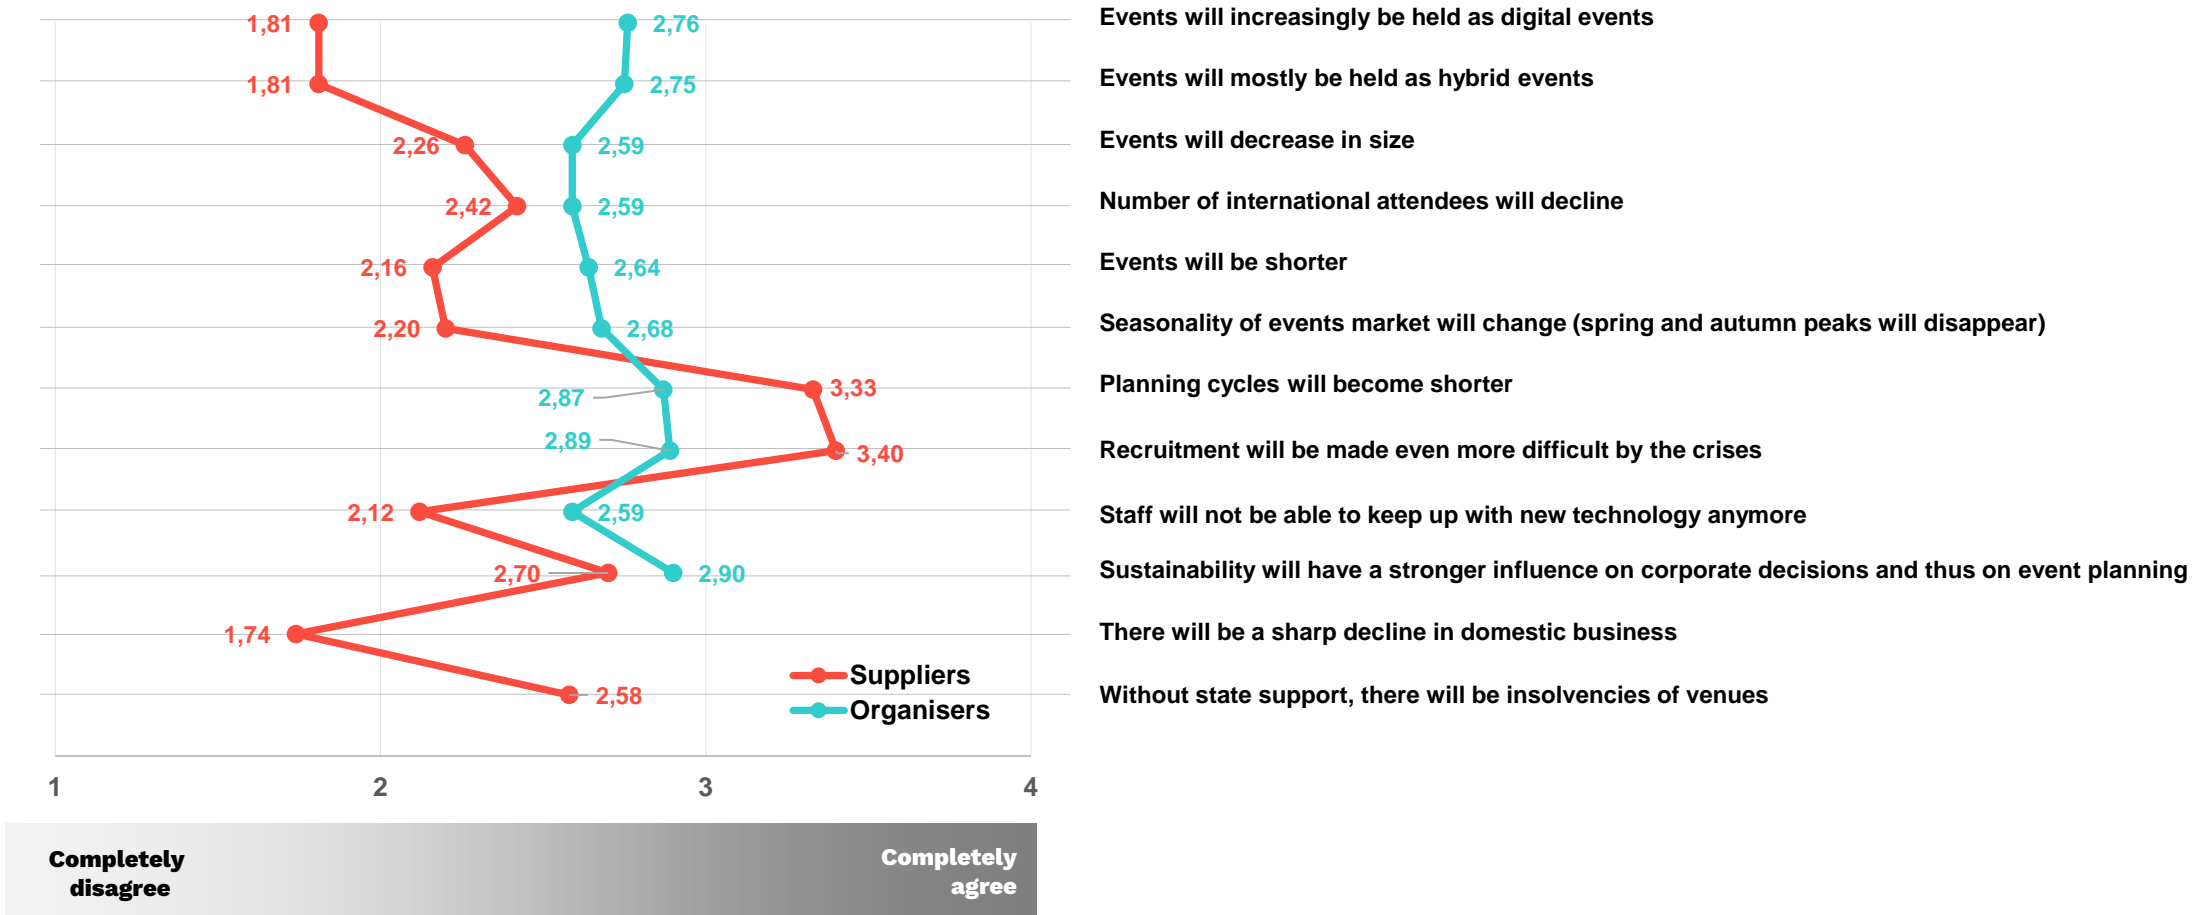 1,81 2,76 Events will increasingly be held as digital events
1,81 2,75 Events will mostly be held as hybrid events
2,26 2,59 Events will decrease in size
2,42 2,59 Number of international attendees will decline
2,16 2,64 Events will be shorter
2,20 2,68 Seasonality of events market will change (spring and autumn peaks will disappear)
2,87 3,33 Planning cycles will become shorter
2,89 3,40 Recruitment will be made even more difficult by the crises
2,12 2,59 Staff will not be able to keep up with new technology anymore
2,70 2,90 Sustainability will have a stronger influence on corporate decisions and thus on event planning
1,74 There will be a sharp decline in domestic business
2,58 Without state support, there will be insolvencies of venues
Suppliers
Organisers
1 2 3 4
Completely
disagree
Completely
agree